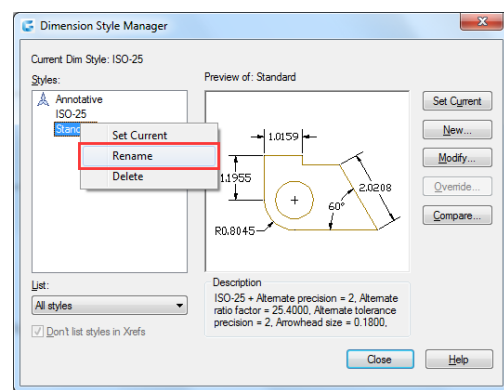 Dimension Style Manager
Current Dim Style: ISO-25
Styles:
Annotative
ISO-25
Set Current
Rename
Delete
Preview of: Standard
1.0159
1.1955
2.0208
60°
R0.8045
Set Current
New...
Modify...
Override...
Compare...
List:
All styles
Don't list styles in Xrefs
Description
ISO-25 + Alternate precision = 2, Alternate
ratio factor = 25.4000, Alternate tolerance
precision = 2, Arrowhead size = 0.1800,
Close
Help